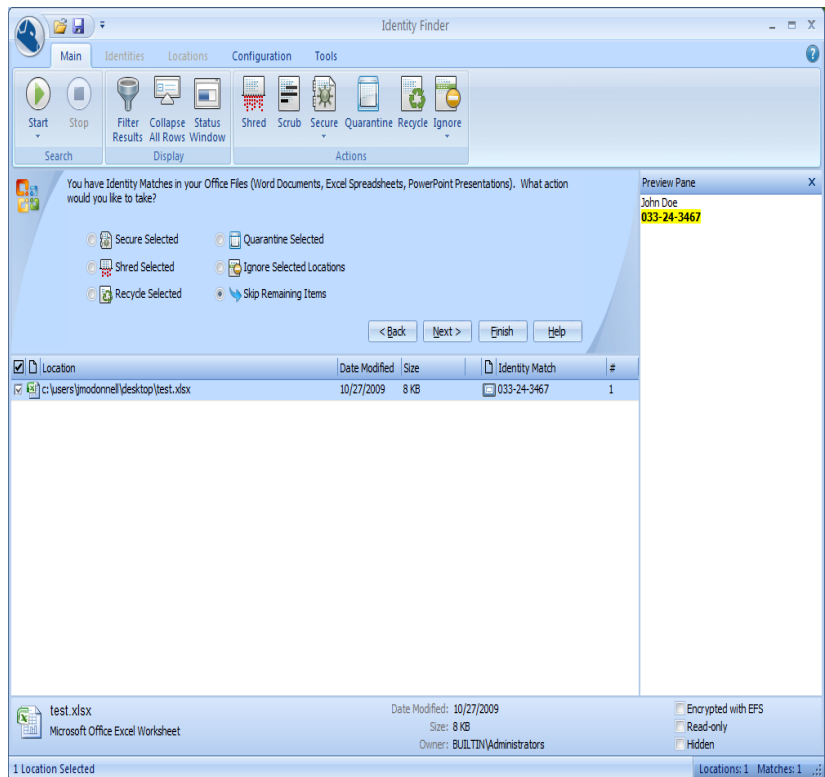 Identity Finder
Main Identities Locations Configuration Tools
Start Stop Filter Results Collapse All Rows Status Window Shred Scrub Secure Quarantine Recycle Ignore
Search Display Actions
You have Identity Matches in your Office Files (Word Documents, Excel Spreadsheets, PowerPoint Presentations). What action
would you like to take?
Secure Selected Quarantine Selected
Shred Selected Ignore Selected Locations
Recycle Selected Skip Remaining Items
< Back Next > Finish Help
Preview Pane X
John Doe
033-24-3467
Location Date Modified Size Identity Match #
c:\users\jmodonnell\desktop\test.xlsx 10/27/2009 8 KB 033-24-3467 1
test.xlsx
Microsoft Office Excel Worksheet
Date Modified: 10/27/2009
Size: 8 KB
Owner: BUILTIN\Administrators
Encrypted with EFS
Read-only
Hidden
1 Location Selected Locations: 1 Matches: 1